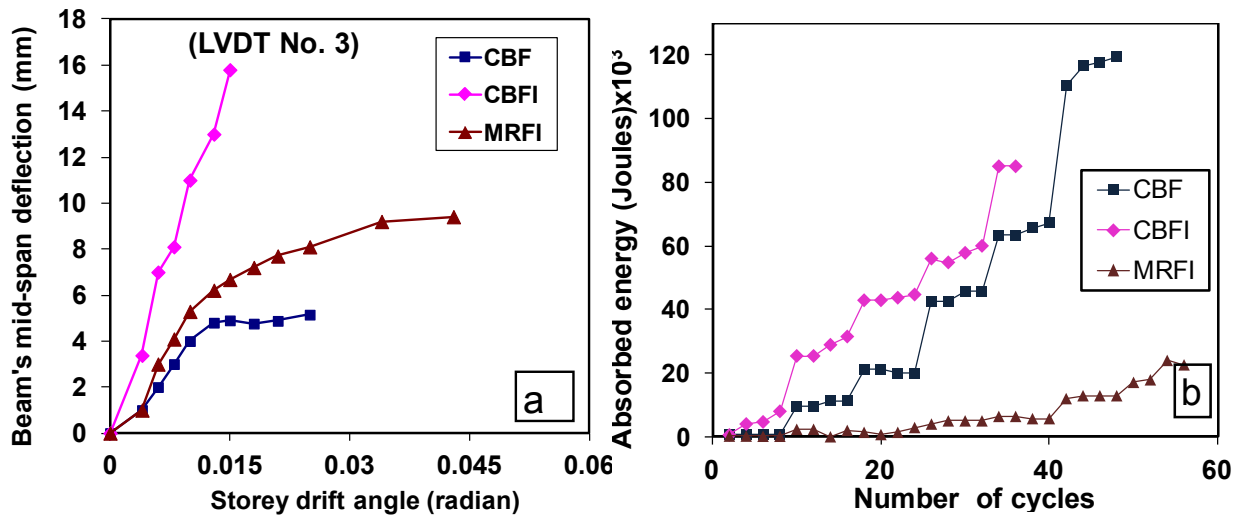 Beam's mid-span deflection (mm)
18
16
14
12
10
8
6
4
2
0
(LVDT No. 3)
CBF
CBFI
MRFI
a
0 0.015 0.03 0.045 0.06
Storey drift angle (radian)
Absorbed energy (Joules)x10⁻³
120
100
80
60
40
20
0
CBF
CBFI
MRFI
b
0 20 40 60
Number of cycles